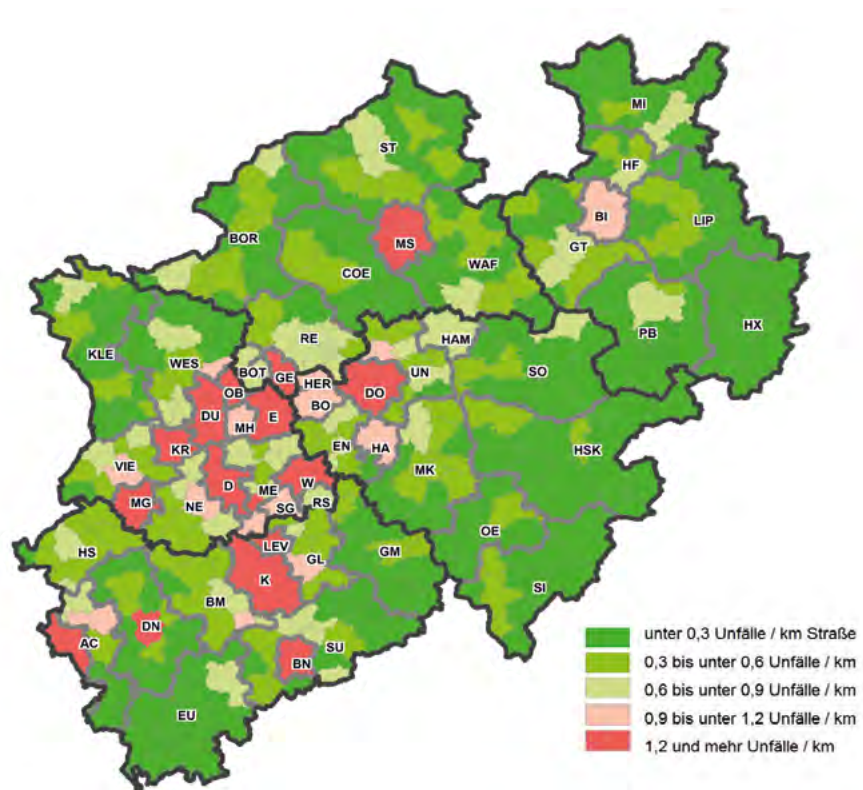 MI
ST
HF
BI
LIP
BOR
MS
GT
WAF
COE
HX
PB
RE
HAM
KLE
WES
BOT
GE
HER
UN
SO
OB
DO
BO
DU
E
MH
EN
HA
HSK
KR
MK
VIE
D
ME
W
MG
NE
SG
RS
OE
LEV
HS
GL
GM
K
SI
BM
DN
AC
SU
BN
EU
unter 0,3 Unfälle / km Straße
0,3 bis unter 0,6 Unfälle / km
0,6 bis unter 0,9 Unfälle / km
0,9 bis unter 1,2 Unfälle / km
1,2 und mehr Unfälle / km